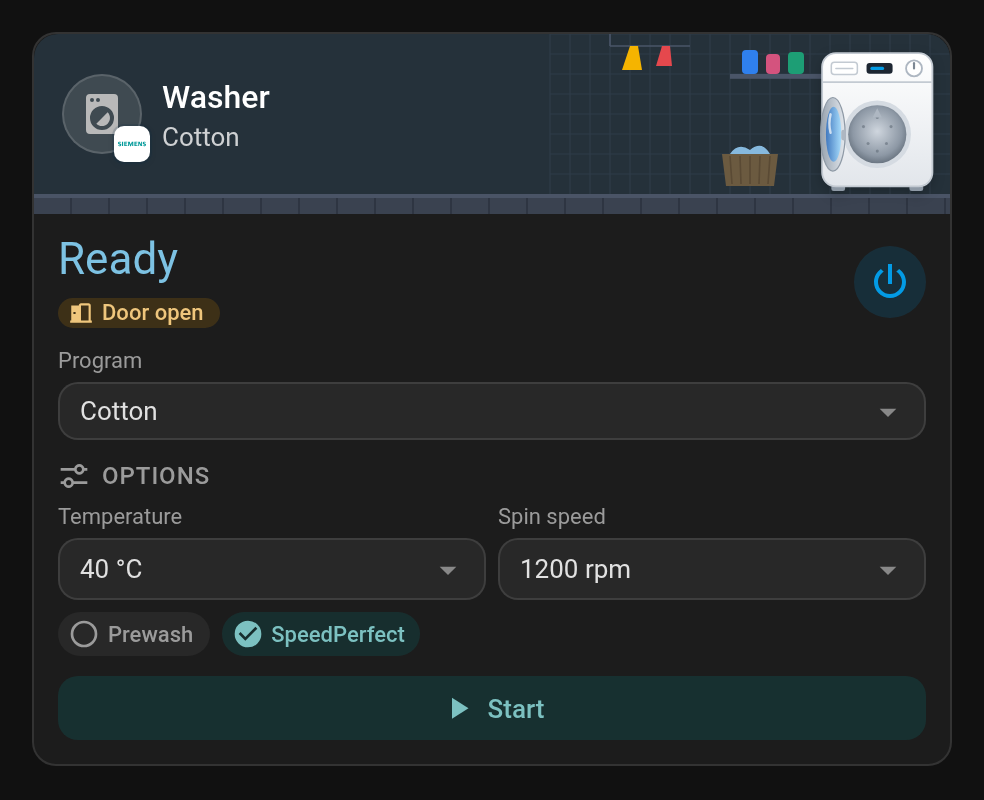 Washer
SIEMENS
Cotton
Ready
Door open
Program
Cotton
OPTIONS
Temperature
Spin speed
40 °C
1200 rpm
Prewash
SpeedPerfect
Start